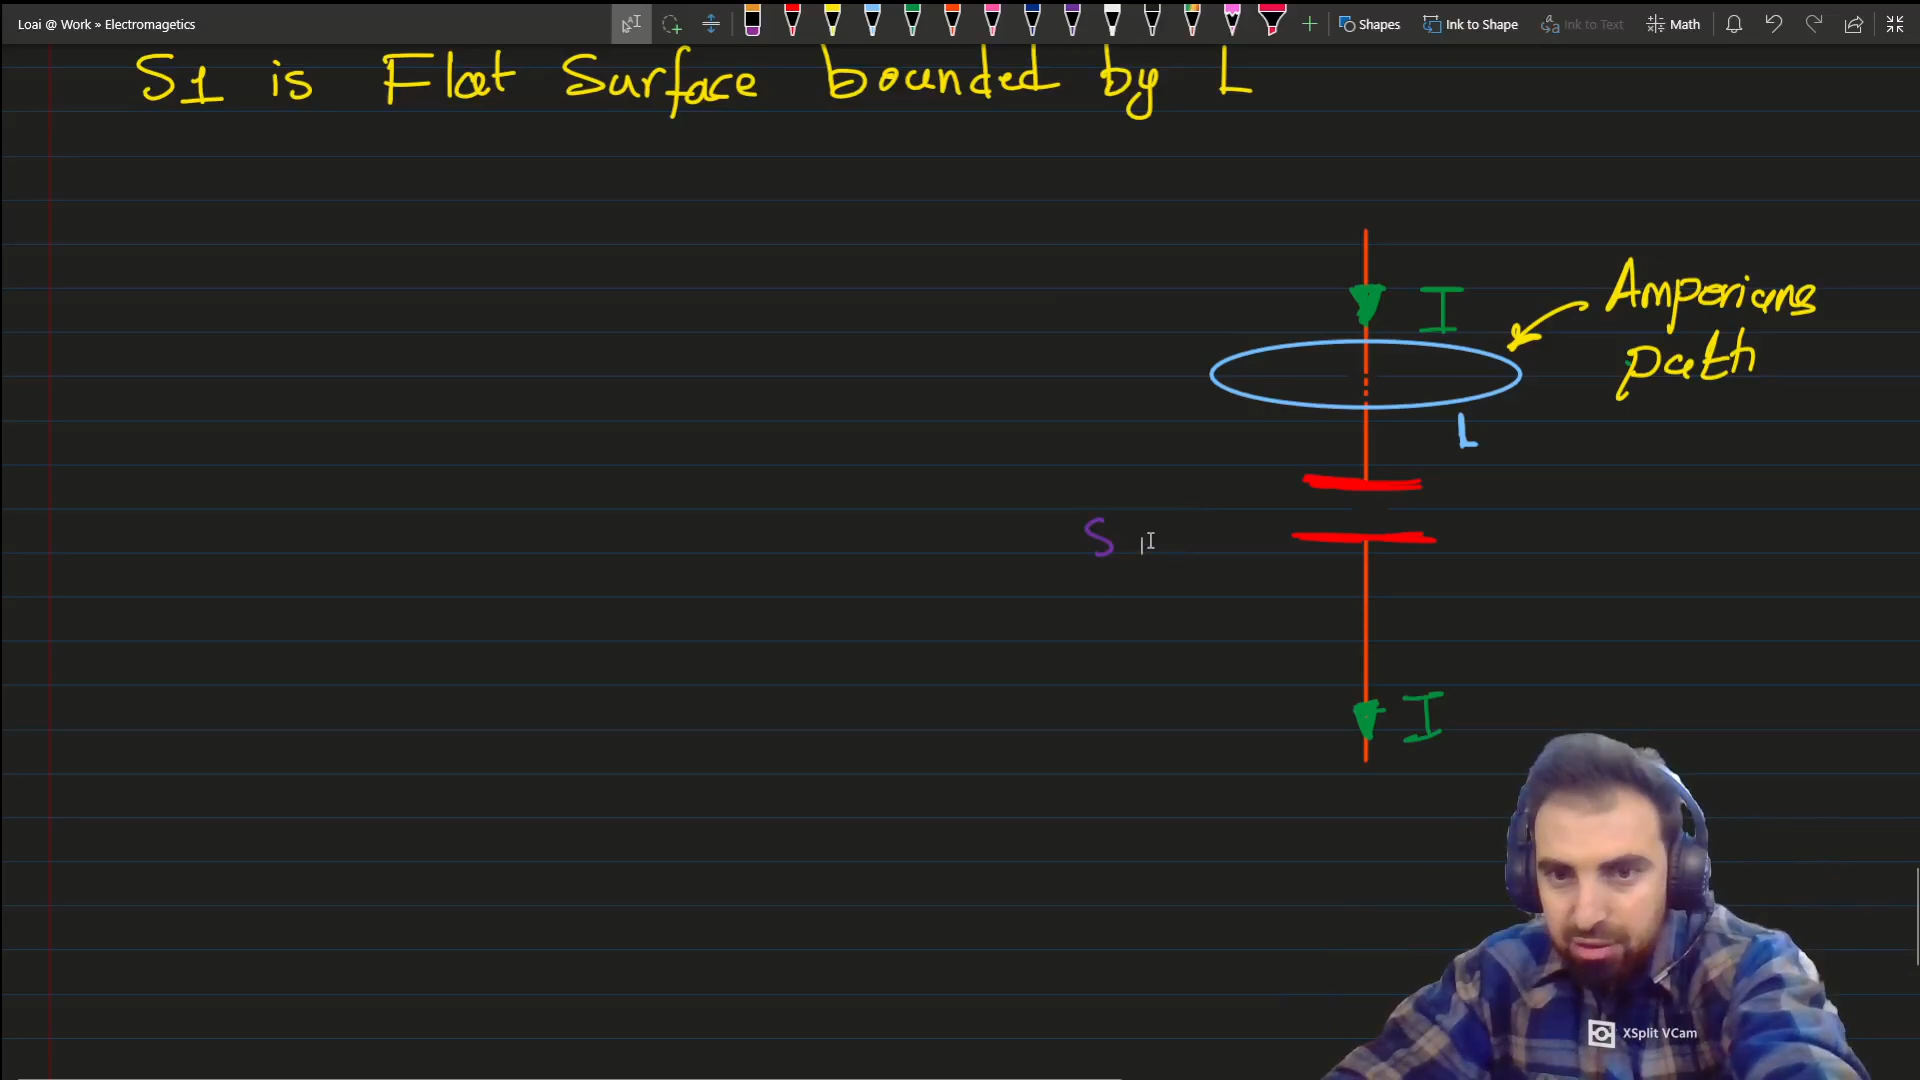 Loai @ Work » Electromagetics
Shapes
Ink to Shape
Ink to Text
Math
S1 is Flat Surface bounded by L
I
Amperians
path
L
S
I
XSplit VCam